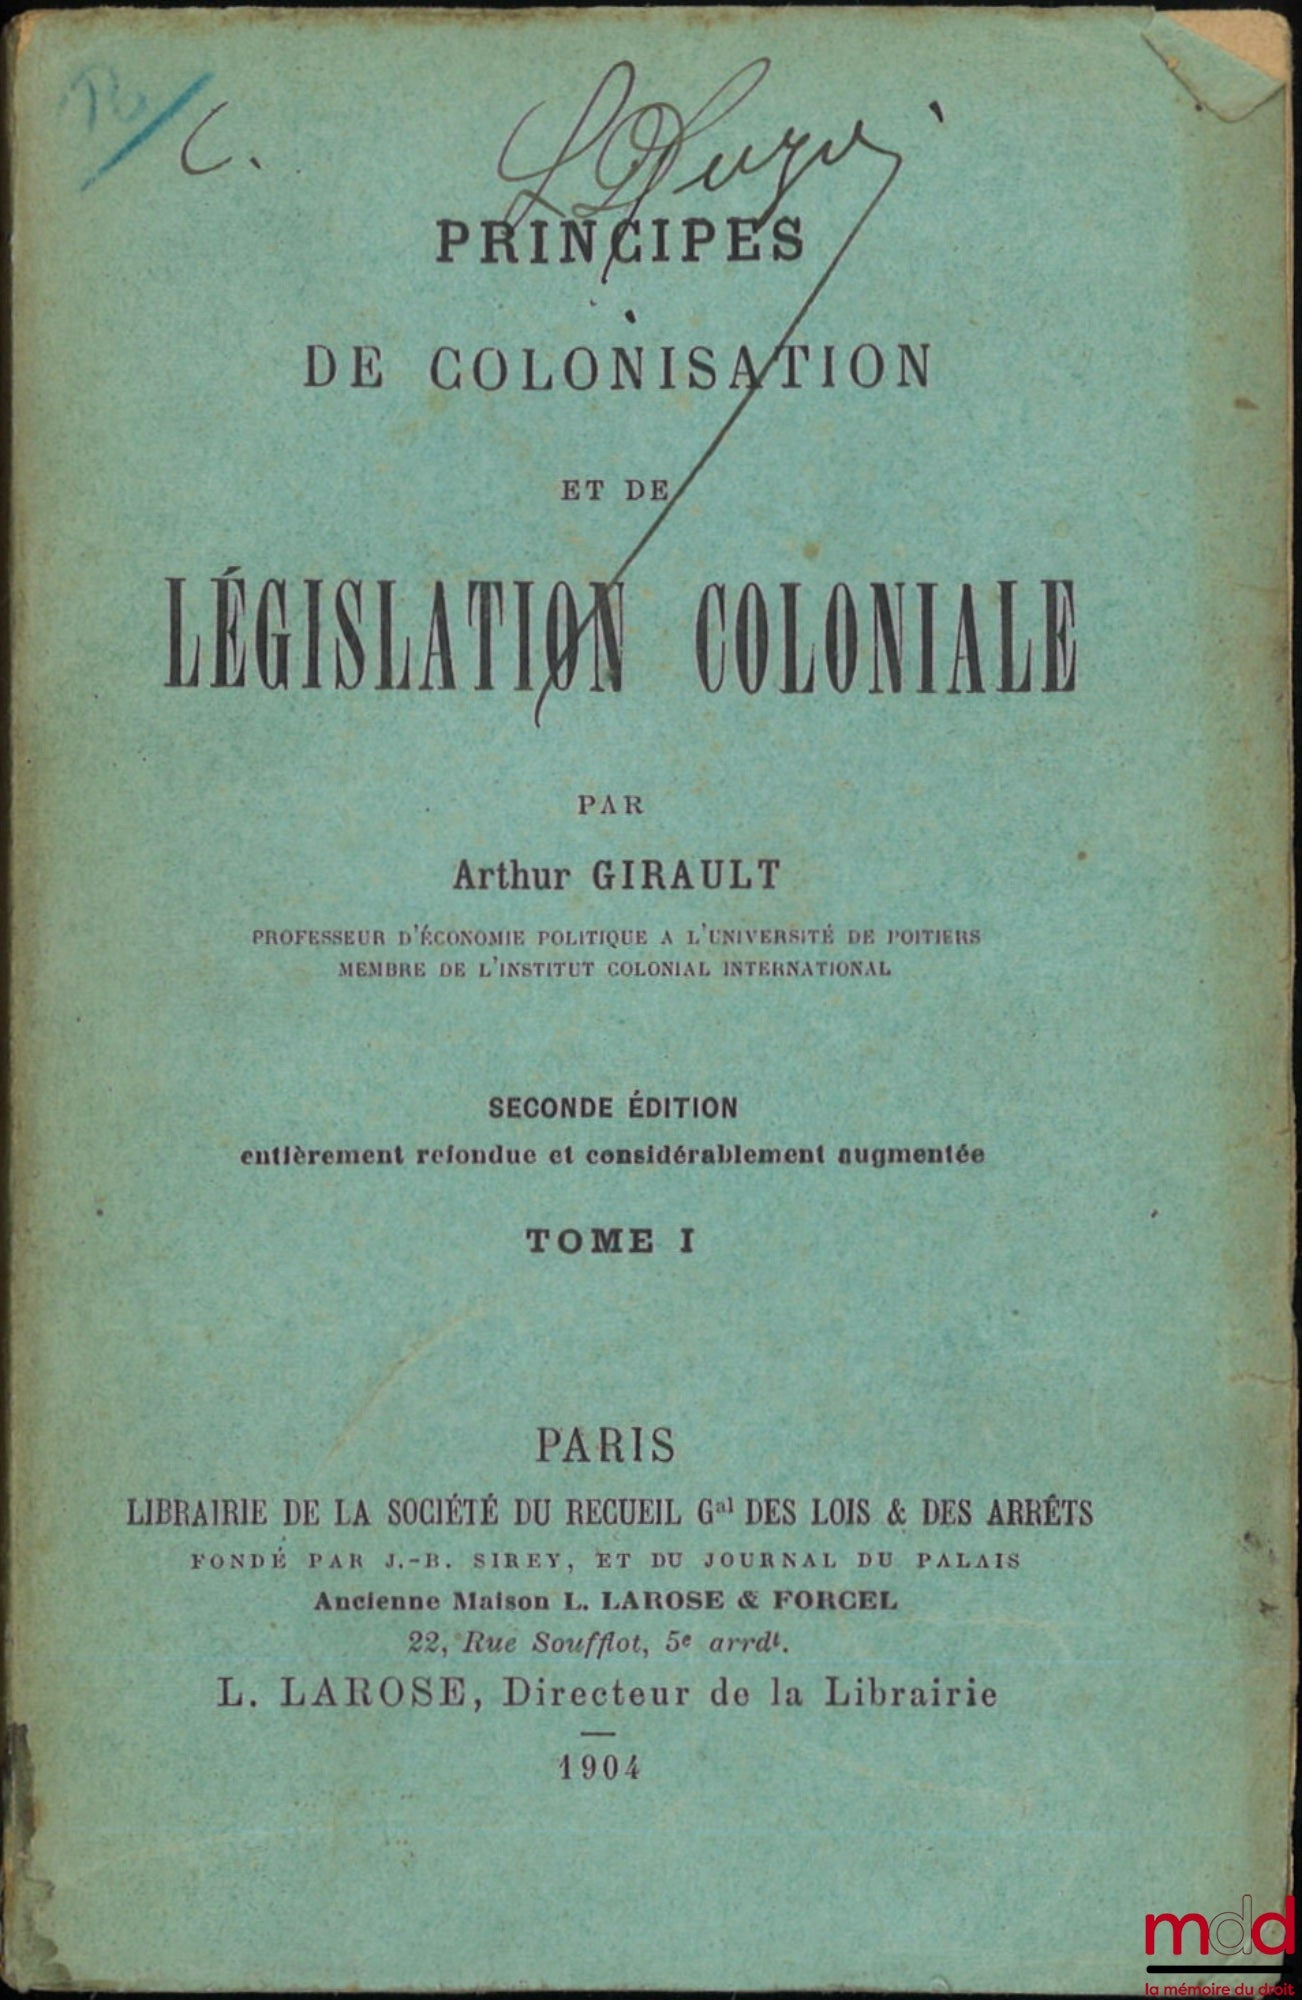 C.
PRINCIPES
DE COLONISATION
ET DE
LÉGISLATION COLONIALE
PAR
Arthur GIRAULT
PROFESSEUR D'ÉCONOMIE POLITIQUE A L'UNIVERSITÉ DE POITIERS
MEMBRE DE L'INSTITUT COLONIAL INTERNATIONAL
SECONDE ÉDITION
entièrement refondue et considérablement augmentée
TOME I
PARIS
LIBRAIRIE DE LA SOCIÉTÉ DU RECUEIL Gal DES LOIS & DES ARRÊTS
FONDÉ PAR J.-B. SIREY, ET DU JOURNAL DU PALAIS
Ancienne Maison L. LAROSE & FORCEL
22, Rue Soufflot, 5e arrdt.
L. LAROSE, Directeur de la Librairie
1904
mdd
la mémoire du droit